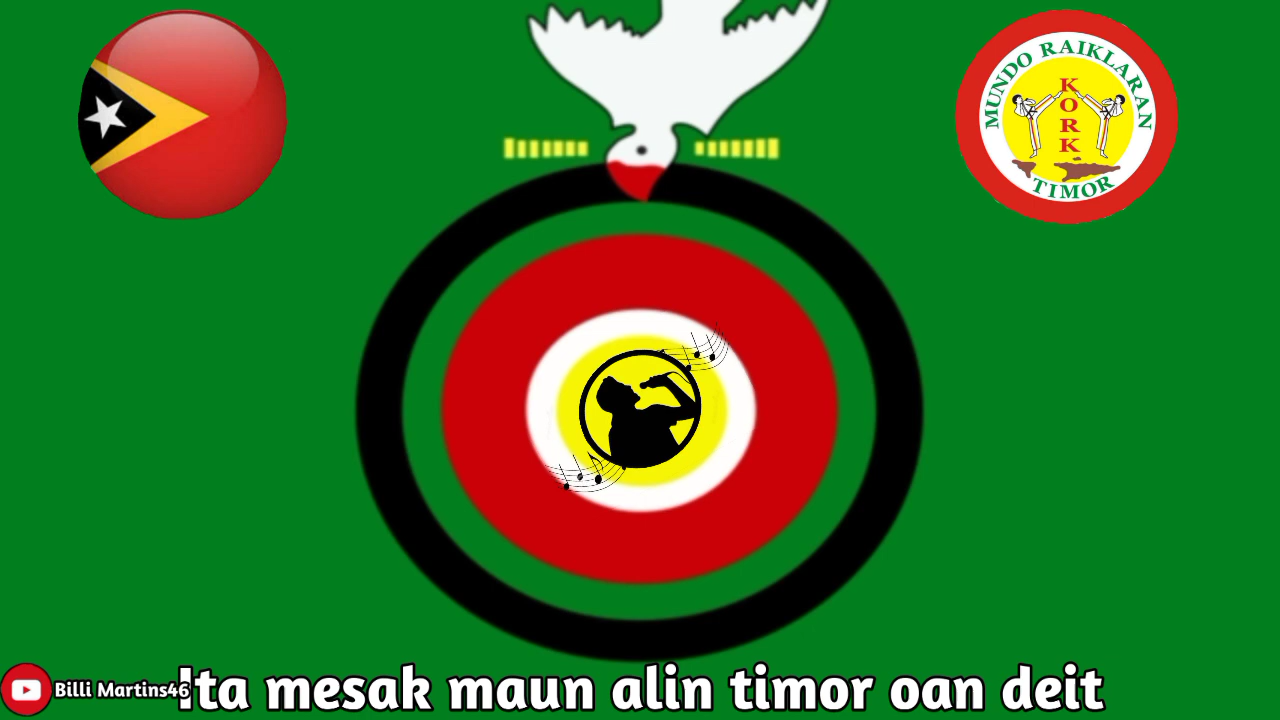 MUNDO RAIKLARAN
KORK
TIMOR
Billi Martins46
Ita mesak maun alin timor oan deit